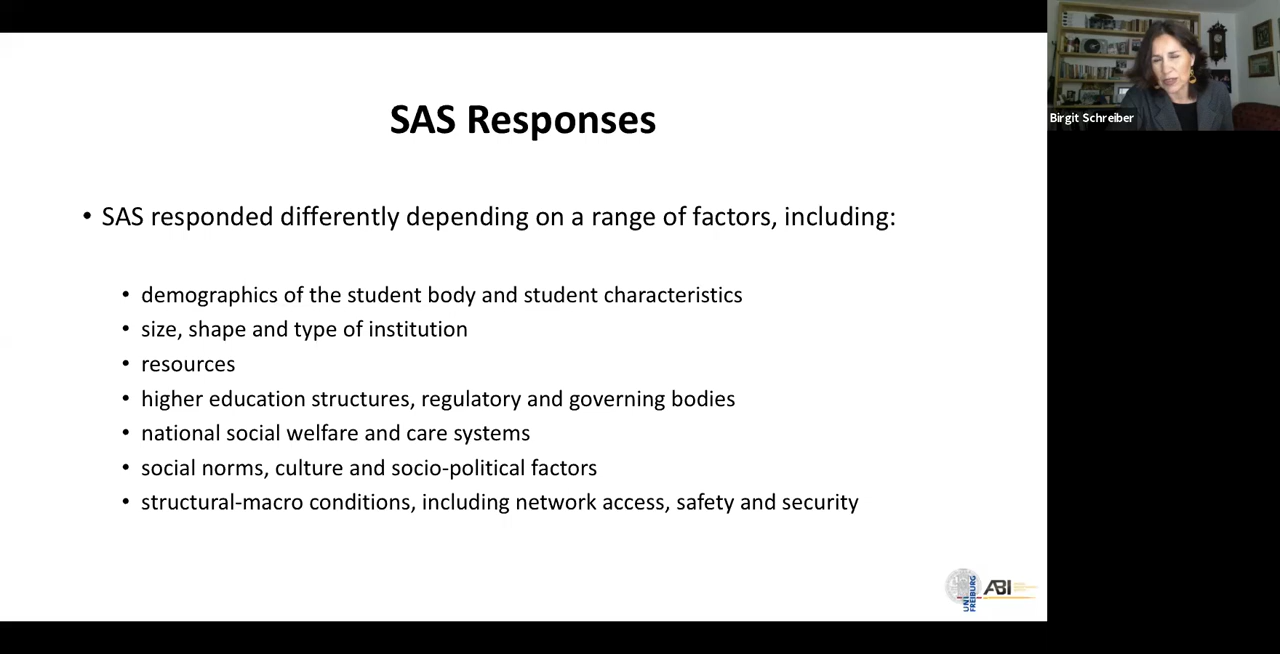 SAS Responses
• SAS responded differently depending on a range of factors, including:
• demographics of the student body and student characteristics
• size, shape and type of institution
• resources
• higher education structures, regulatory and governing bodies
• national social welfare and care systems
• social norms, culture and socio-political factors
• structural-macro conditions, including network access, safety and security
UNI
FREIBURG
ABI
Birgit Schreiber